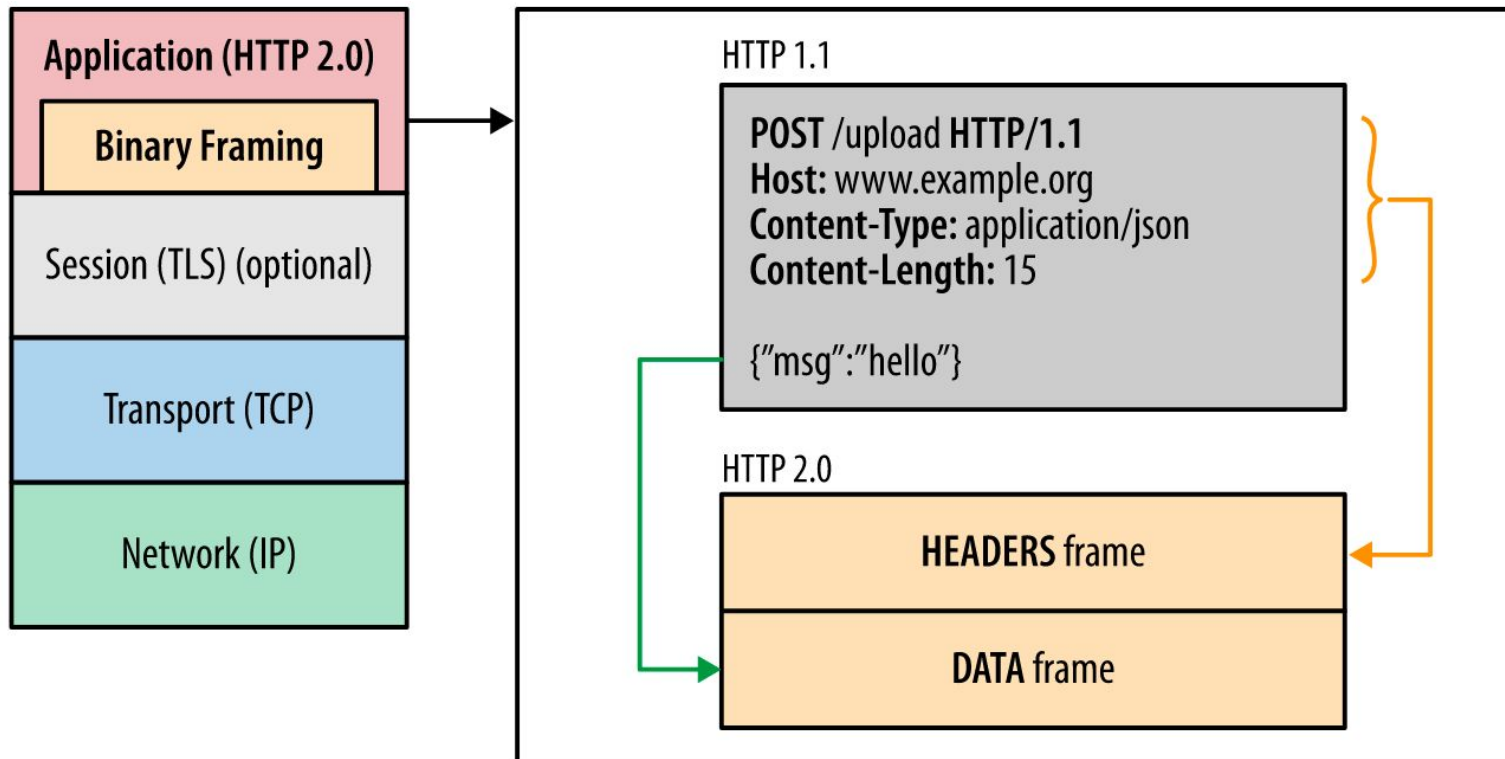 Application (HTTP 2.0)
Binary Framing
Session (TLS) (optional)
Transport (TCP)
Network (IP)
HTTP 1.1
POST /upload HTTP/1.1
Host: www.example.org
Content-Type: application/json
Content-Length: 15
{”msg”:”hello”}
HTTP 2.0
HEADERS frame
DATA frame